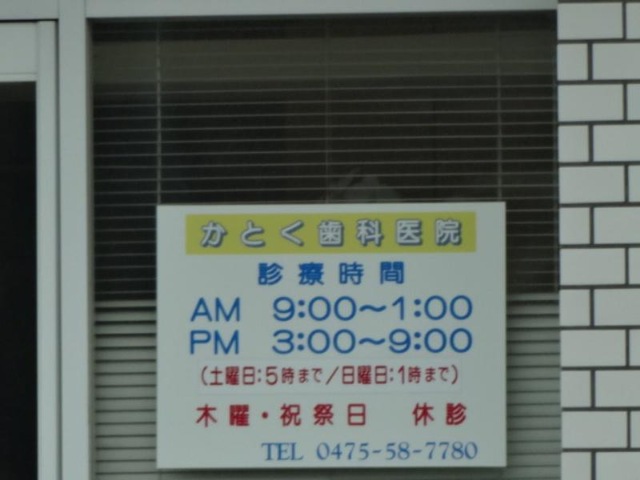 かとく歯科医院
診療時間
AM 9:00〜1:00
PM 3:00〜9:00
(土曜日:5時まで/日曜日:1時まで)
木曜・祝祭日 休診
TEL 0475-58-7780